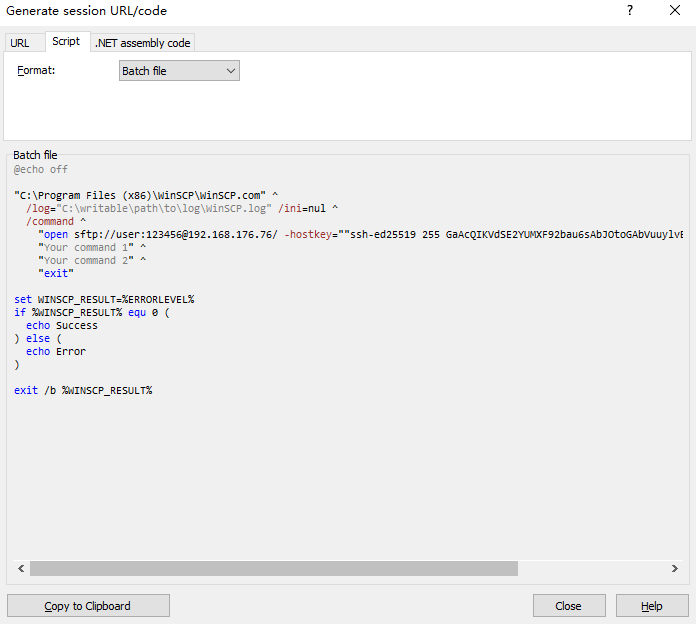 Generate session URL/code
URL Script .NET assembly code
Format: Batch file
Batch file
@echo off
"C:\Program Files (x86)\WinSCP\WinSCP.com" ^
/log="C:\writable\path\to\log\WinSCP.log" /ini=nul ^
/command ^
"open sftp://user:123456@192.168.176.76/ -hostkey=""ssh-ed25519 255 GaAcQIKVdSE2YUMXF92bau6sAbJOtoGAbVuuylvE
"Your command 1" ^
"Your command 2" ^
"exit"
set WINSCP_RESULT=%ERRORLEVEL%
if %WINSCP_RESULT% equ 0 (
echo Success
) else (
echo Error
)
exit /b %WINSCP_RESULT%
Copy to Clipboard Close Help